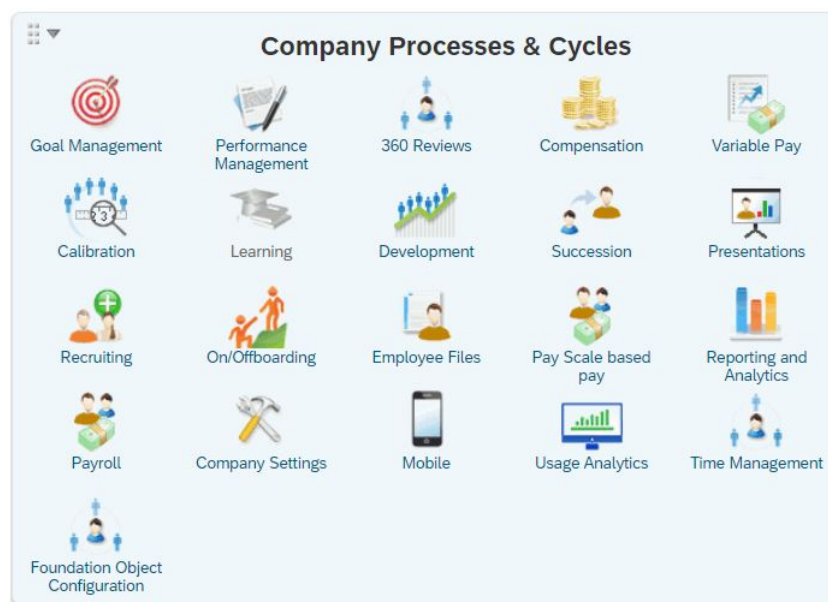 Company Processes & Cycles
Goal Management
Performance
Management
360 Reviews
Compensation
Variable Pay
Calibration
3
Learning
Development
Succession
Presentations
Recruiting
On/Offboarding
Employee Files
Pay Scale based
pay
Reporting and
Analytics
Payroll
Company Settings
Mobile
Usage Analytics
Time Management
Foundation Object
Configuration